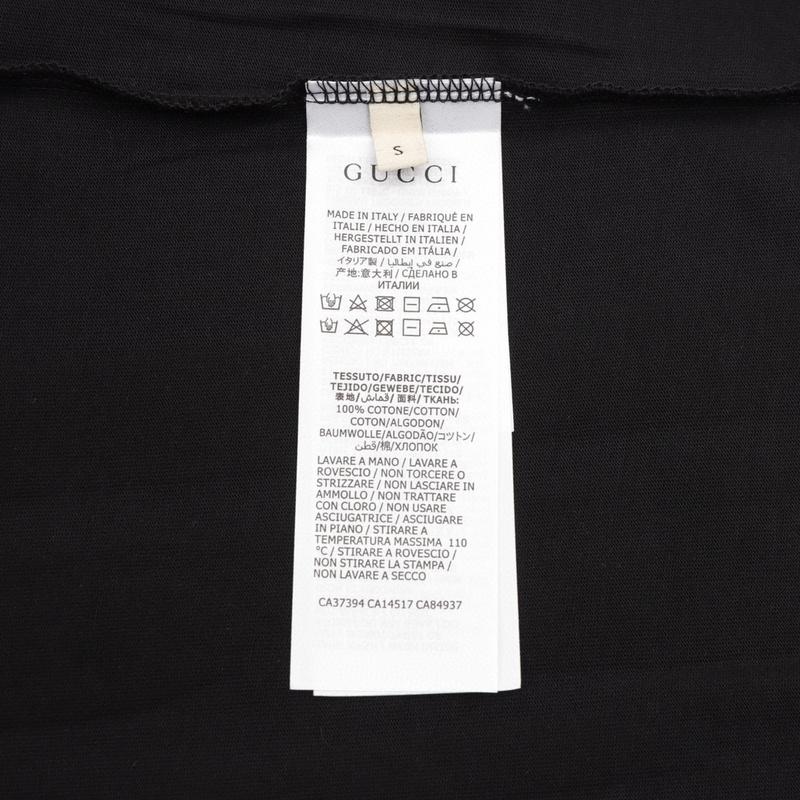 S
GUCCI
MADE IN ITALY / FABRIQUÉ EN
ITALIE / HECHO EN ITALIA /
HERGESTELLT IN ITALIEN /
FABRICADO EM ITÁLIA /
イタリア製 / صنع في إيطاليا /
产地:意大利 / СДЕЛАНО В
ИТАЛИИ
TESSUTO/FABRIC/TISSU/
TEJIDO/GEWEBE/TECIDO/
表地/قماش/ 面料/ ТКАНЬ:
100% COTONE/COTTON/
COTON/ALGODON/
BAUMWOLLE/ALGODÃO/コットン/
قطن/棉/ХЛОПОК
LAVARE A MANO / LAVARE A
ROVESCIO / NON TORCERE O
STRIZZARE / NON LASCIARE IN
AMMOLLO / NON TRATTARE
CON CLORO / NON USARE
ASCIUGATRICE / ASCIUGARE
IN PIANO / STIRARE A
TEMPERATURA MASSIMA 110
°C / STIRARE A ROVESCIO /
NON STIRARE LA STAMPA /
NON LAVARE A SECCO
CA37394 CA14517 CA84937